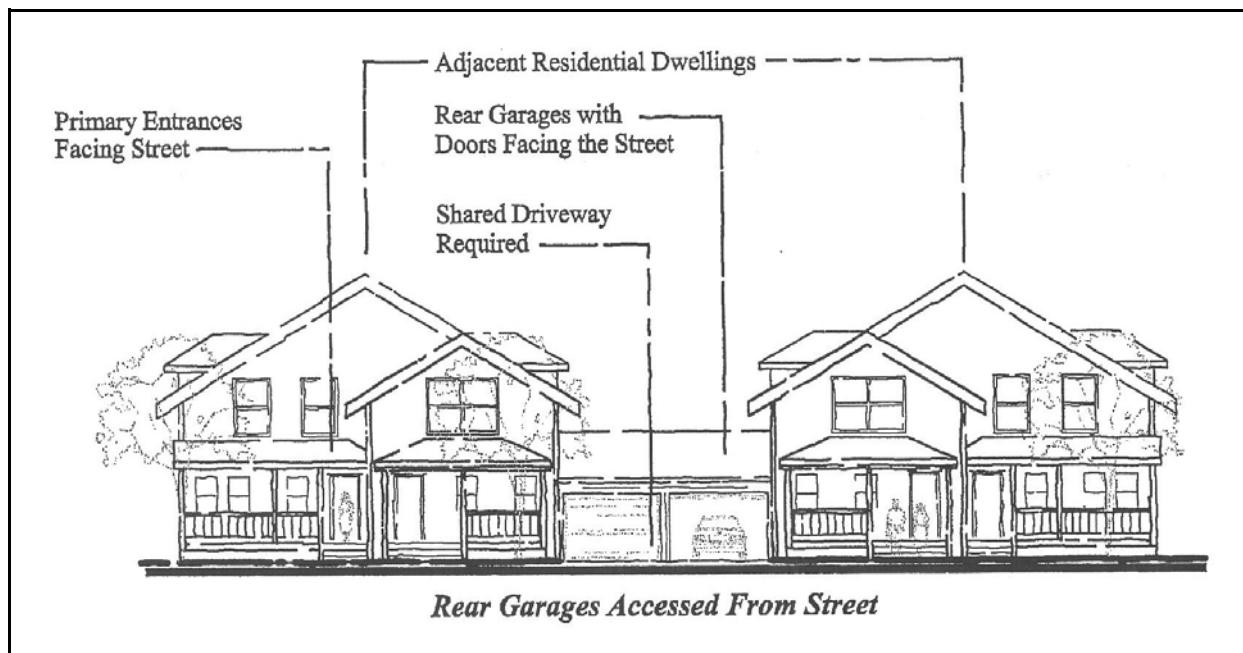 Adjacent Residential Dwellings
Primary Entrances
Facing Street
Rear Garages with
Doors Facing the Street
Shared Driveway
Required
Rear Garages Accessed From Street